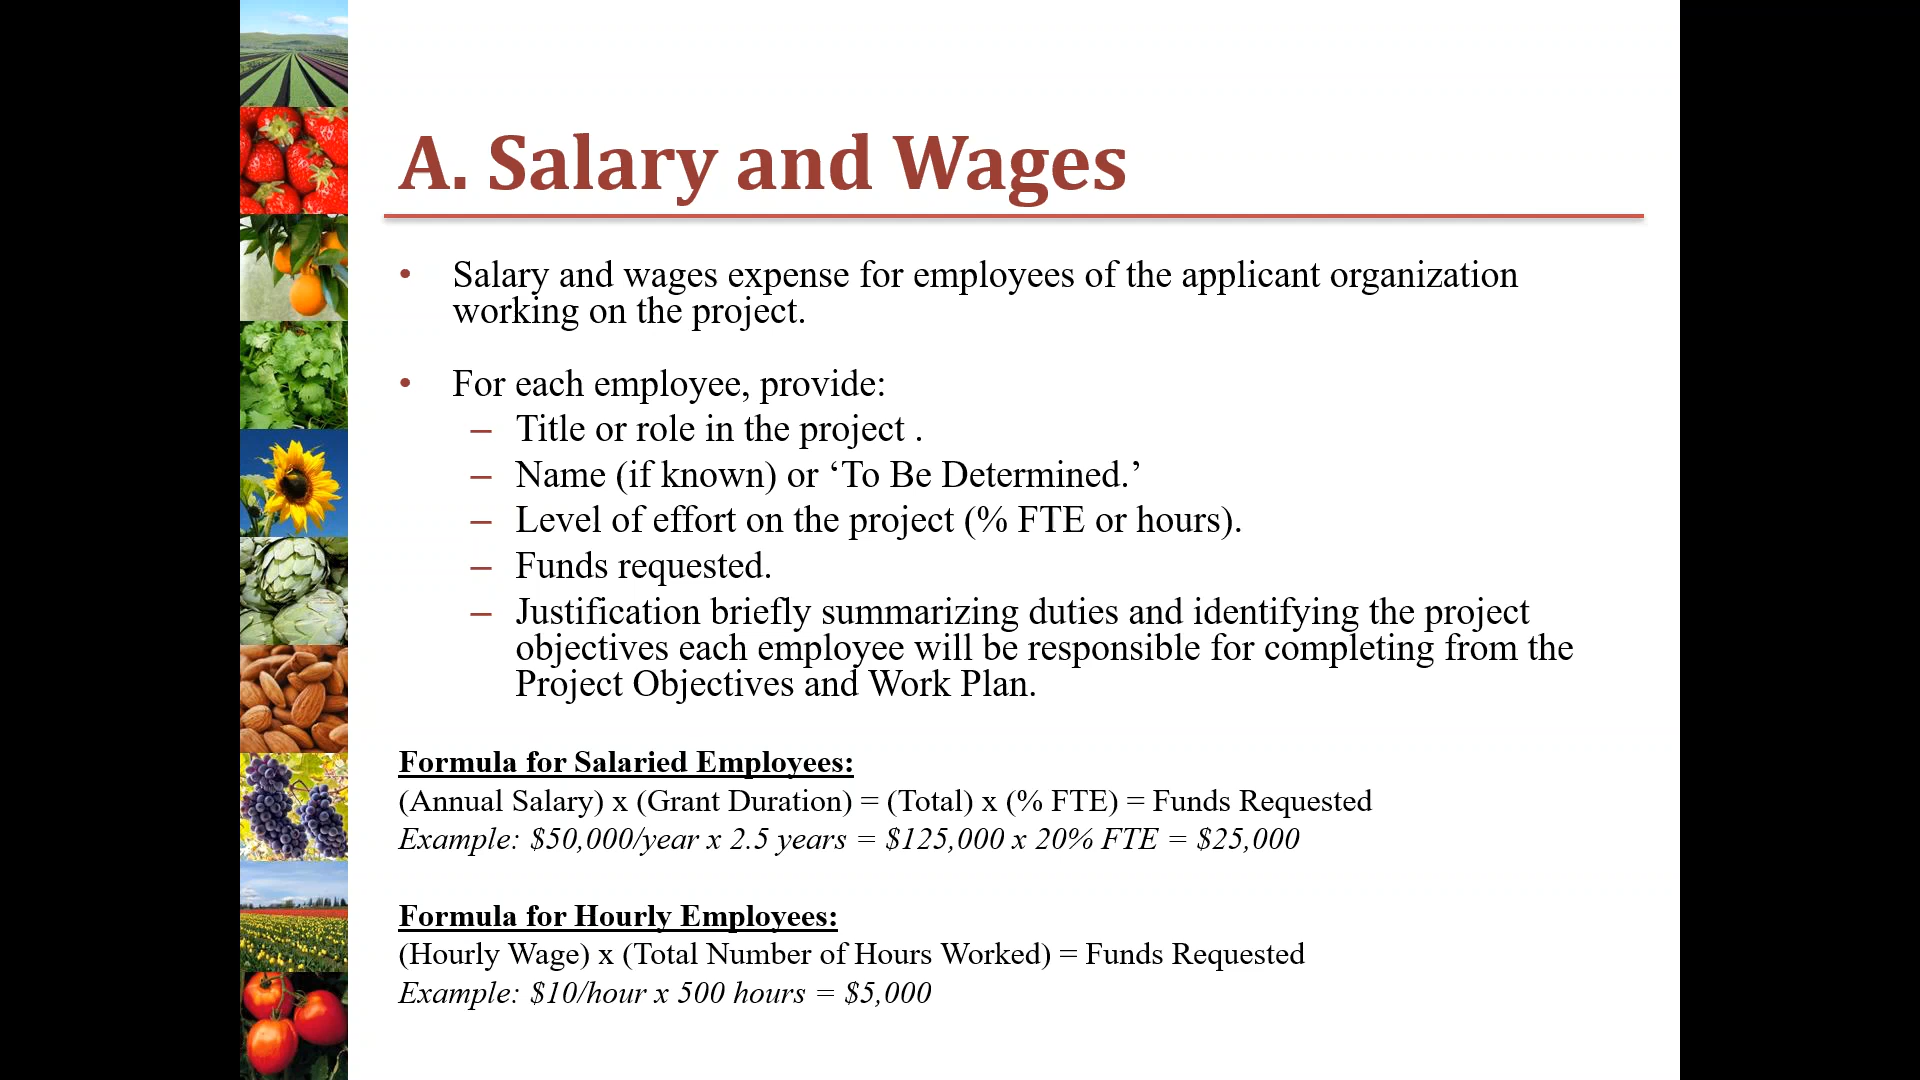 A. Salary and Wages
• Salary and wages expense for employees of the applicant organization
working on the project.
• For each employee, provide:
– Title or role in the project .
– Name (if known) or ‘To Be Determined.’
– Level of effort on the project (% FTE or hours).
– Funds requested.
– Justification briefly summarizing duties and identifying the project
objectives each employee will be responsible for completing from the
Project Objectives and Work Plan.
Formula for Salaried Employees:
(Annual Salary) x (Grant Duration) = (Total) x (% FTE) = Funds Requested
Example: $50,000/year x 2.5 years = $125,000 x 20% FTE = $25,000
Formula for Hourly Employees:
(Hourly Wage) x (Total Number of Hours Worked) = Funds Requested
Example: $10/hour x 500 hours = $5,000